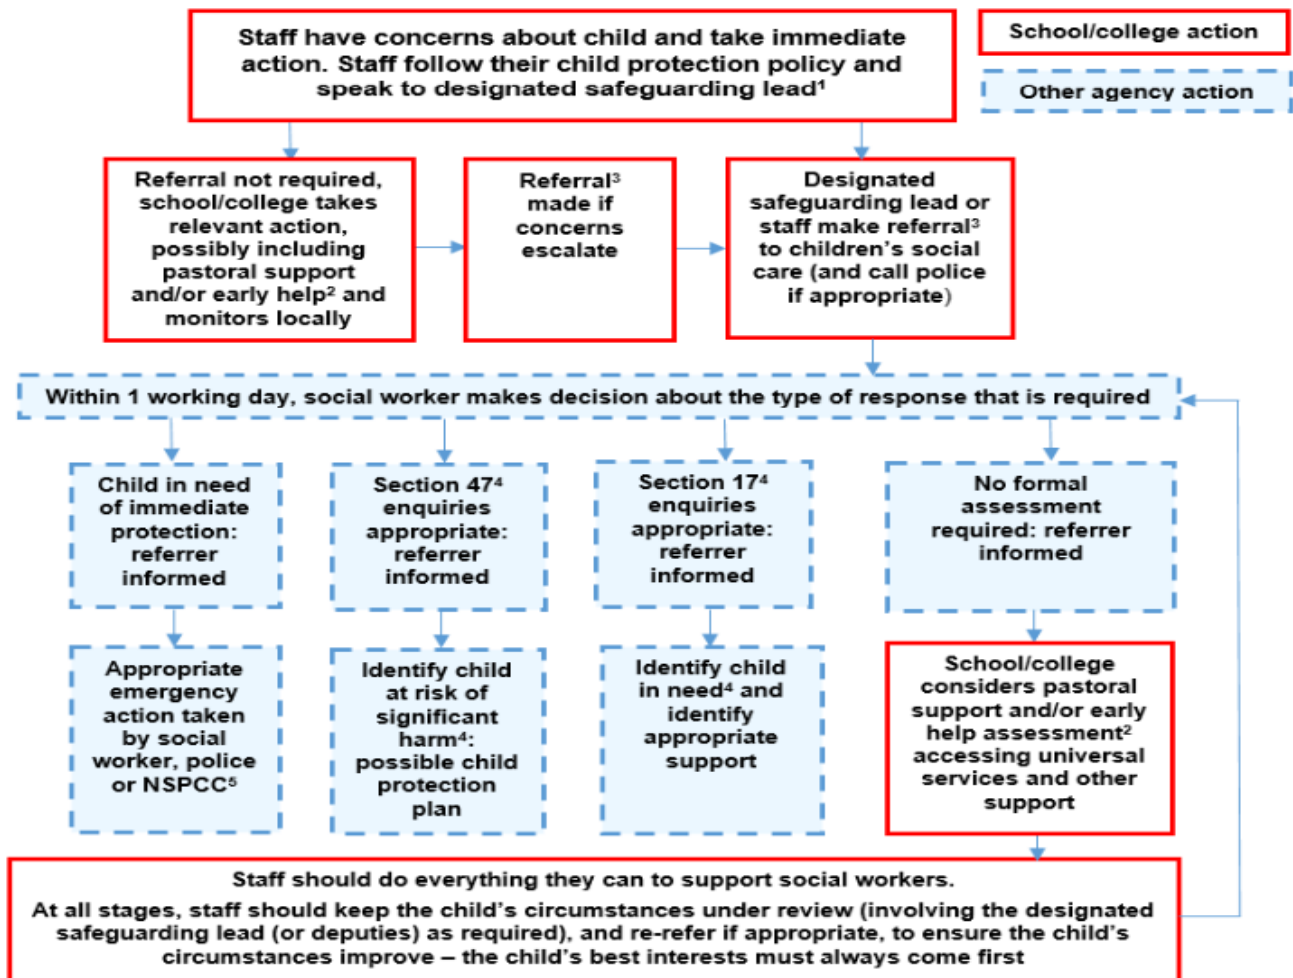 Staff have concerns about child and take immediate
action. Staff follow their child protection policy and
speak to designated safeguarding lead¹
School/college action
Other agency action
Referral not required,
school/college takes
relevant action,
possibly including
pastoral support
and/or early help² and
monitors locally
Referral³
made if
concerns
escalate
Designated
safeguarding lead or
staff make referral³
to children's social
care (and call police
if appropriate)
Within 1 working day, social worker makes decision about the type of response that is required
Child in need
of immediate
protection:
referrer
informed
Section 47⁴
enquiries
appropriate:
referrer
informed
Section 17⁴
enquiries
appropriate:
referrer
informed
No formal
assessment
required: referrer
informed
Appropriate
emergency
action taken
by social
worker, police
or NSPCC⁵
Identify child
at risk of
significant
harm⁴:
possible child
protection
plan
Identify child
in need⁴ and
identify
appropriate
support
School/college
considers pastoral
support and/or early
help assessment²
accessing universal
services and other
support
Staff should do everything they can to support social workers.
At all stages, staff should keep the child's circumstances under review (involving the designated
safeguarding lead (or deputies) as required), and re-refer if appropriate, to ensure the child's
circumstances improve – the child's best interests must always come first